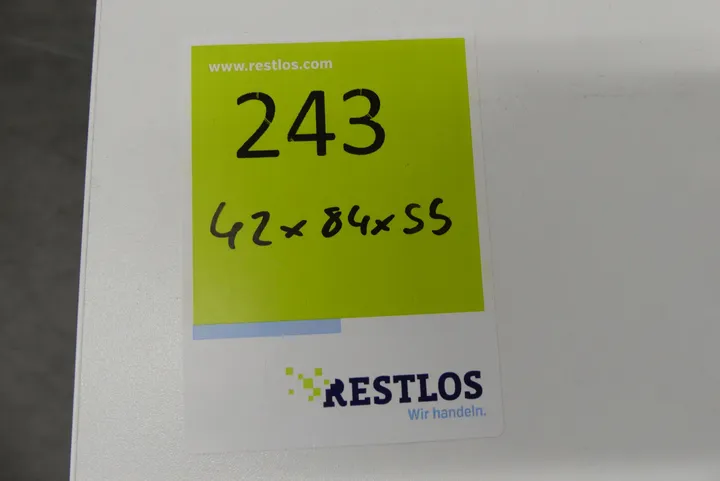 www.restlos.com
243
42x84x55
RESTLOS
Wir handeln.